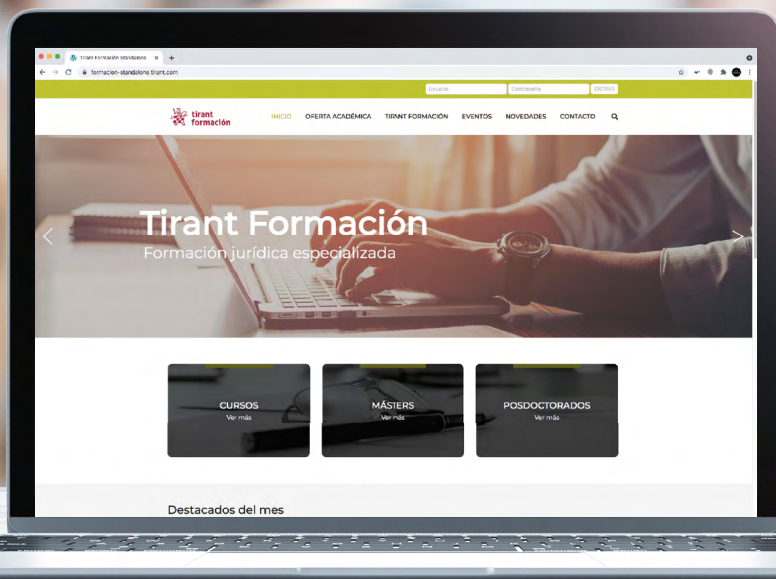 Tirant Formación Standalone
formacion-standalone.tirant.com
Usuario Contraseña ENTRAR
tirant
formación
INICIO OFERTA ACADÉMICA TIRANT FORMACIÓN EVENTOS NOVEDADES CONTACTO
Tirant Formación
Formación jurídica especializada
CURSOS
Ver más
MÁSTERS
Ver más
POSDOCTORADOS
Ver más
Destacados del mes